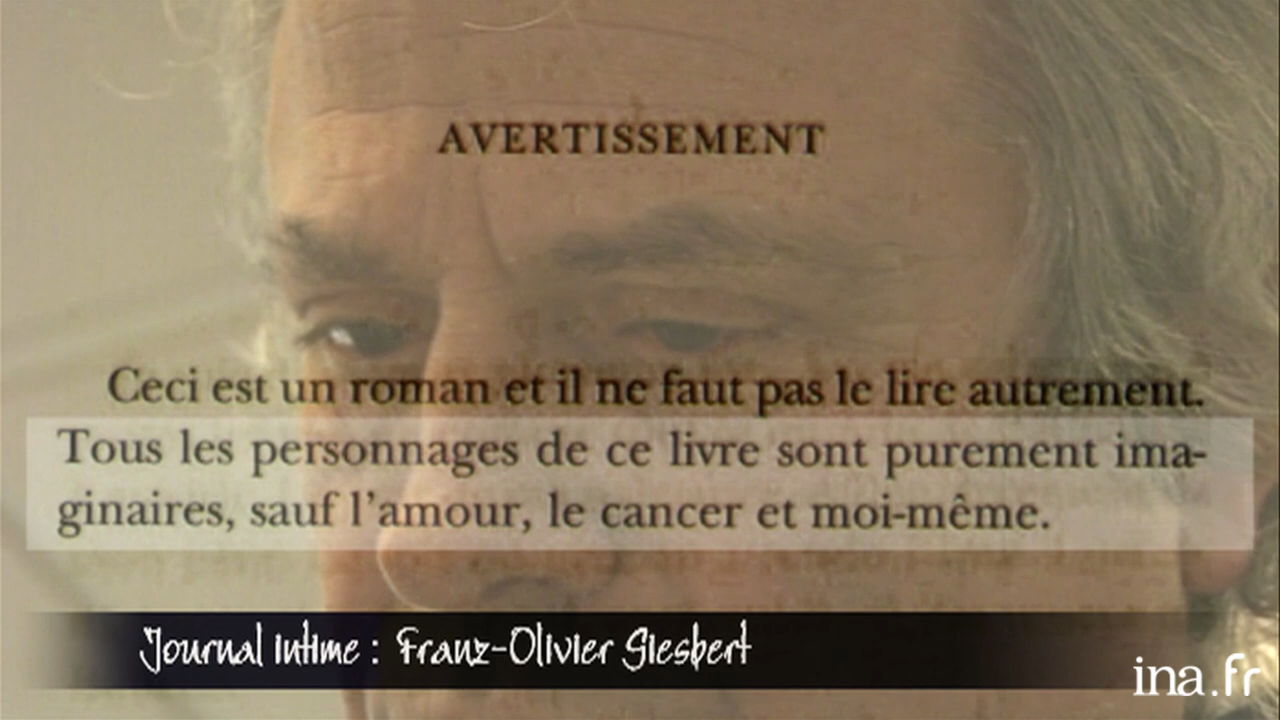 AVERTISSEMENT
Ceci est un roman et il ne faut pas le lire autrement.
Tous les personnages de ce livre sont purement ima-
ginaires, sauf l'amour, le cancer et moi-même.
Journal intime : Franz-Olivier Giesbert
ina.fr